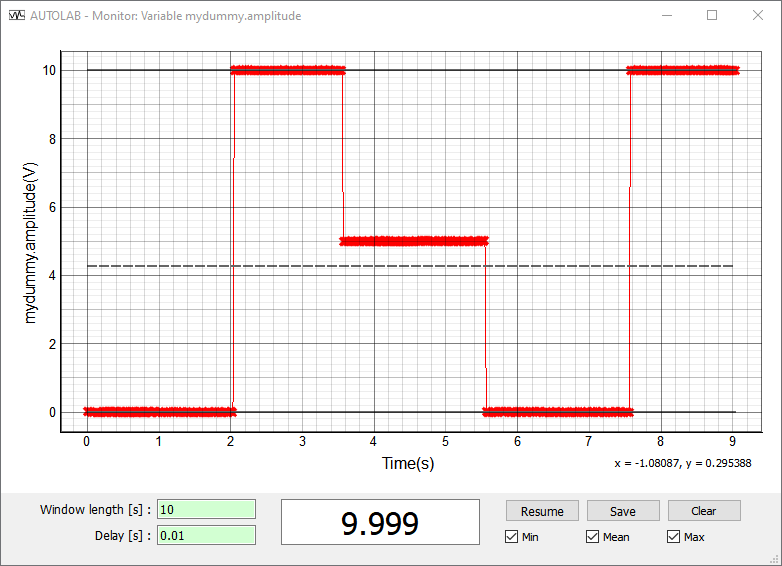 AUTOLAB - Monitor: Variable mydummy.amplitude
mydummy.amplitude(V)
10
8
6
4
2
0
0 1 2 3 4 5 6 7 8 9
Time(s)
x = -1.08087, y = 0.295388
Window length [s] : 10
Delay [s] : 0.01
9.999
Resume Save Clear
Min Mean Max